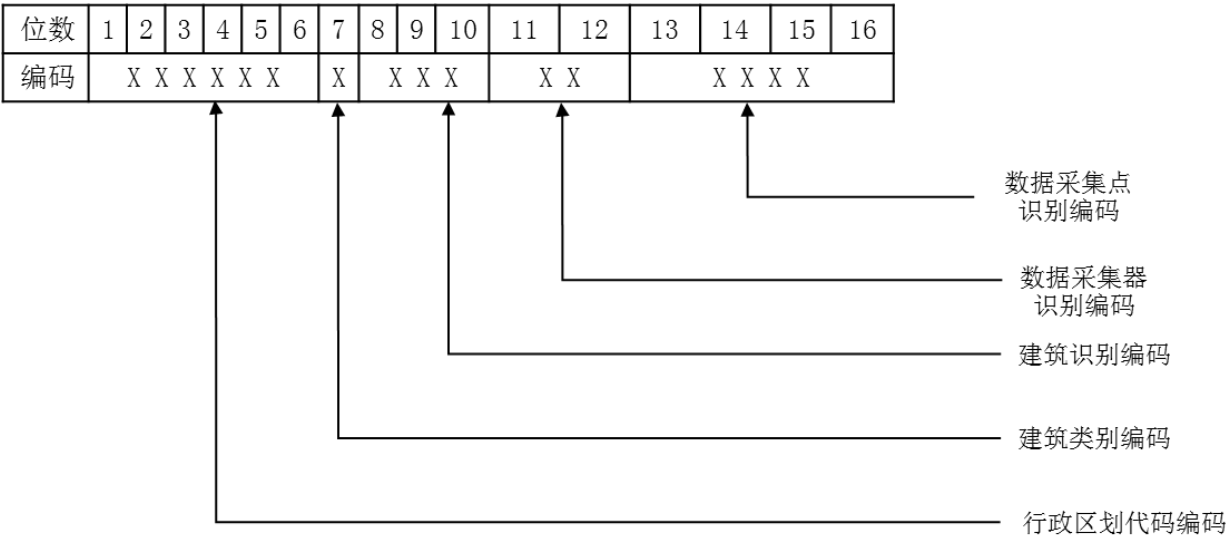 位数 1 2 3 4 5 6 7 8 9 10 11 12 13 14 15 16
编码 X X X X X X X X X X X X X X X X
数据采集点
识别编码
数据采集器
识别编码
建筑识别编码
建筑类别编码
行政区划代码编码